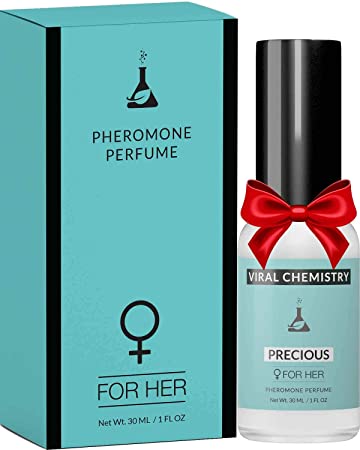 PHEROMONE
PERFUME
FOR HER
Net Wt. 30 ML / 1 FL OZ
VIRAL CHEMISTRY
PRECIOUS
FOR HER
PHEROMONE PERFUME
Net Wt. 30 ML / 1 FL OZ